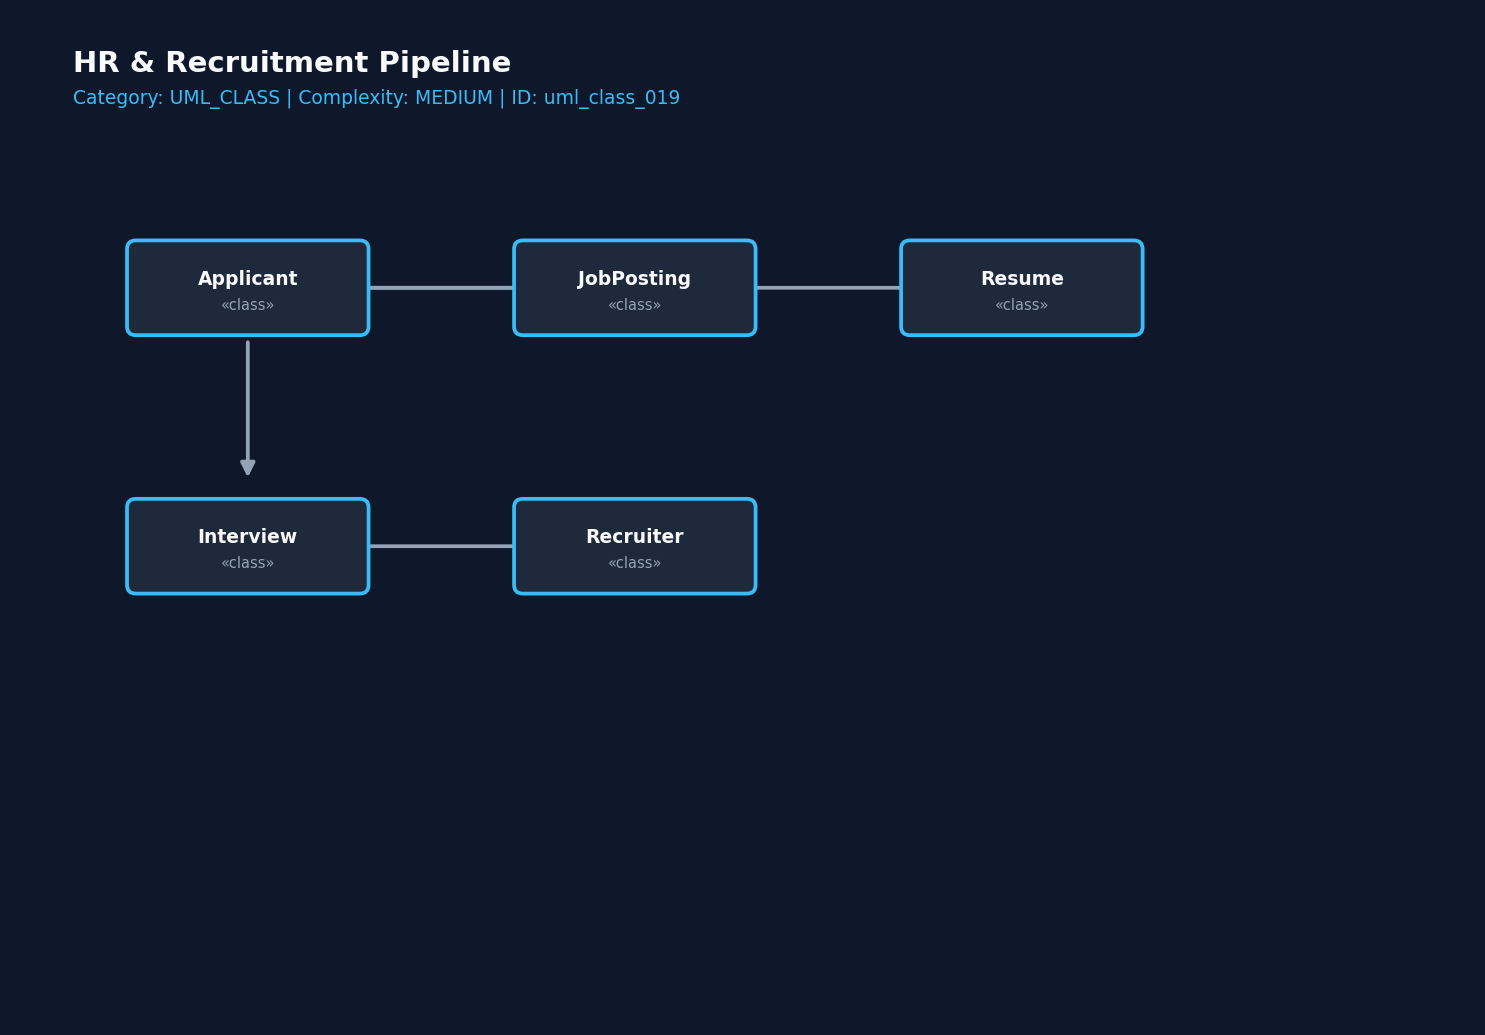 HR & Recruitment Pipeline
Category: UML_CLASS | Complexity: MEDIUM | ID: uml_class_019
Applicant
«class»
JobPosting
«class»
Resume
«class»
Interview
«class»
Recruiter
«class»